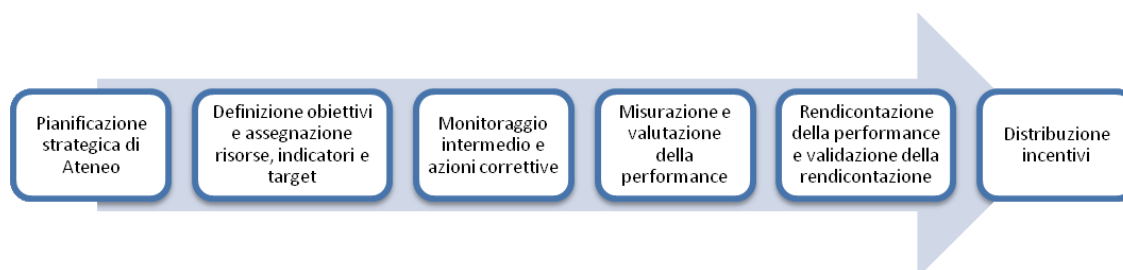 Pianificazione
strategica di
Ateneo
Definizione obiettivi
e assegnazione
risorse, indicatori e
target
Monitoraggio
intermedio e
azioni correttive
Misurazione e
valutazione
della
performance
Rendicontazione
della performance
e validazione della
rendicontazione
Distribuzione
incentivi